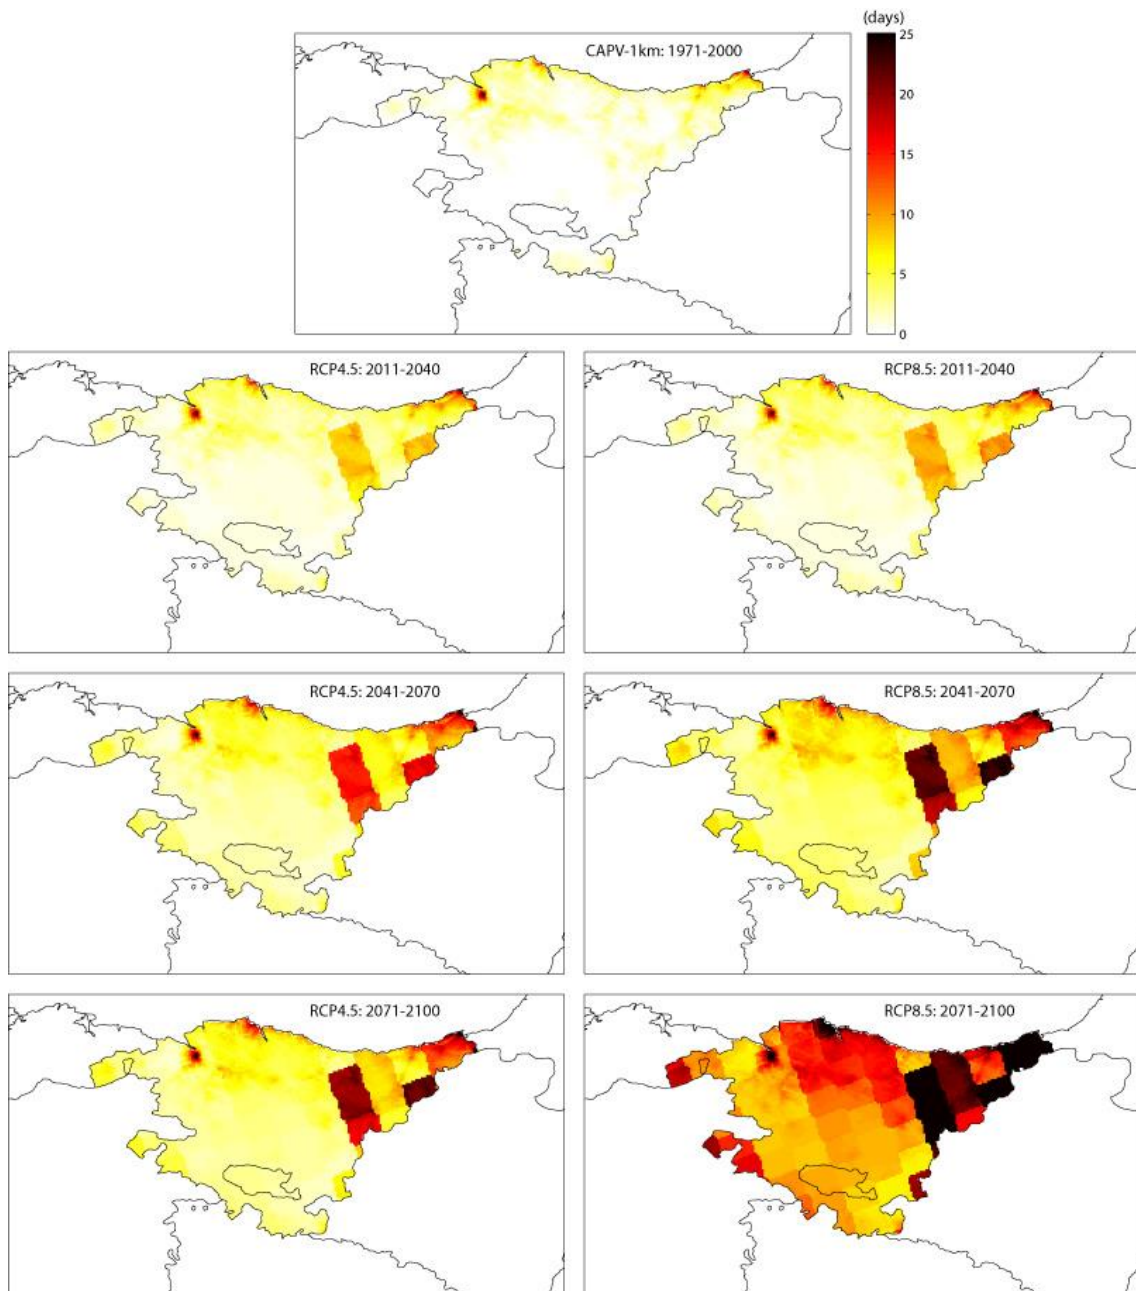 (days)
CAPV-1km: 1971-2000
25
20
15
10
5
0
RCP4.5: 2011-2040
RCP8.5: 2011-2040
RCP4.5: 2041-2070
RCP8.5: 2041-2070
RCP4.5: 2071-2100
RCP8.5: 2071-2100